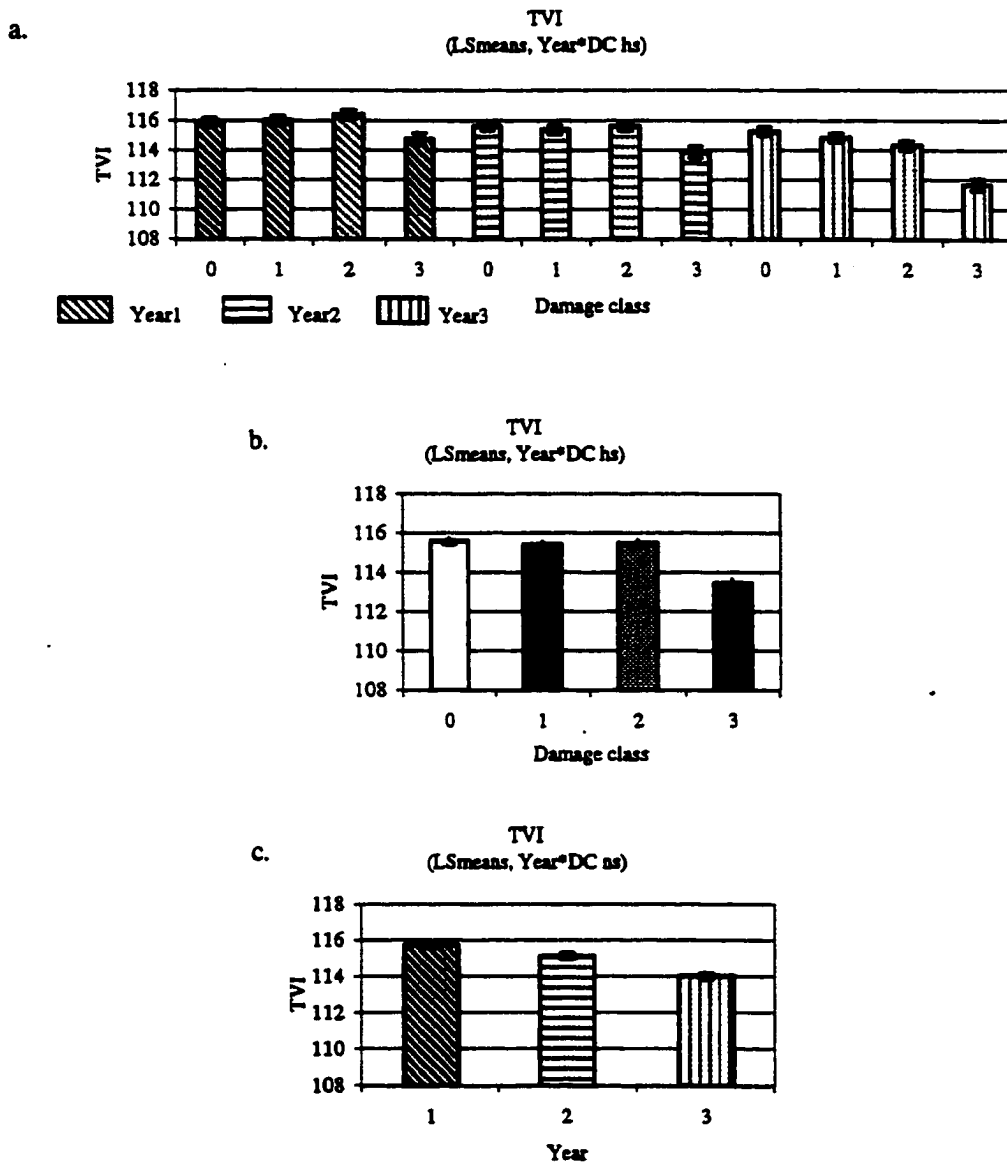 a.
TVI
(LSmeans, Year*DC hs)
118
116
114
112
110
108
TVI
0 1 2 3 0 1 2 3 0 1 2 3
Damage class
Year1 Year2 Year3
b.
TVI
(LSmeans, Year*DC hs)
118
116
114
112
110
108
TVI
0 1 2 3
Damage class
c.
TVI
(LSmeans, Year*DC ns)
118
116
114
112
110
108
TVI
1 2 3
Year